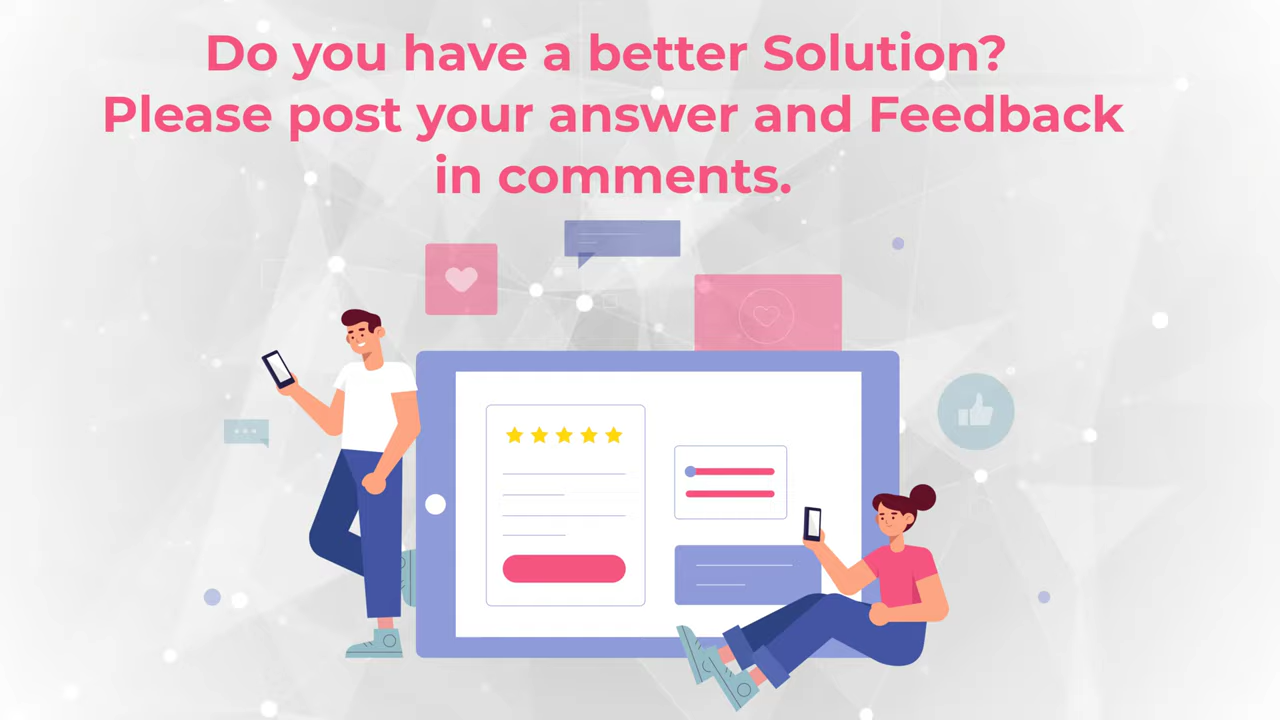 Do you have a better Solution?
Please post your answer and Feedback
in comments.